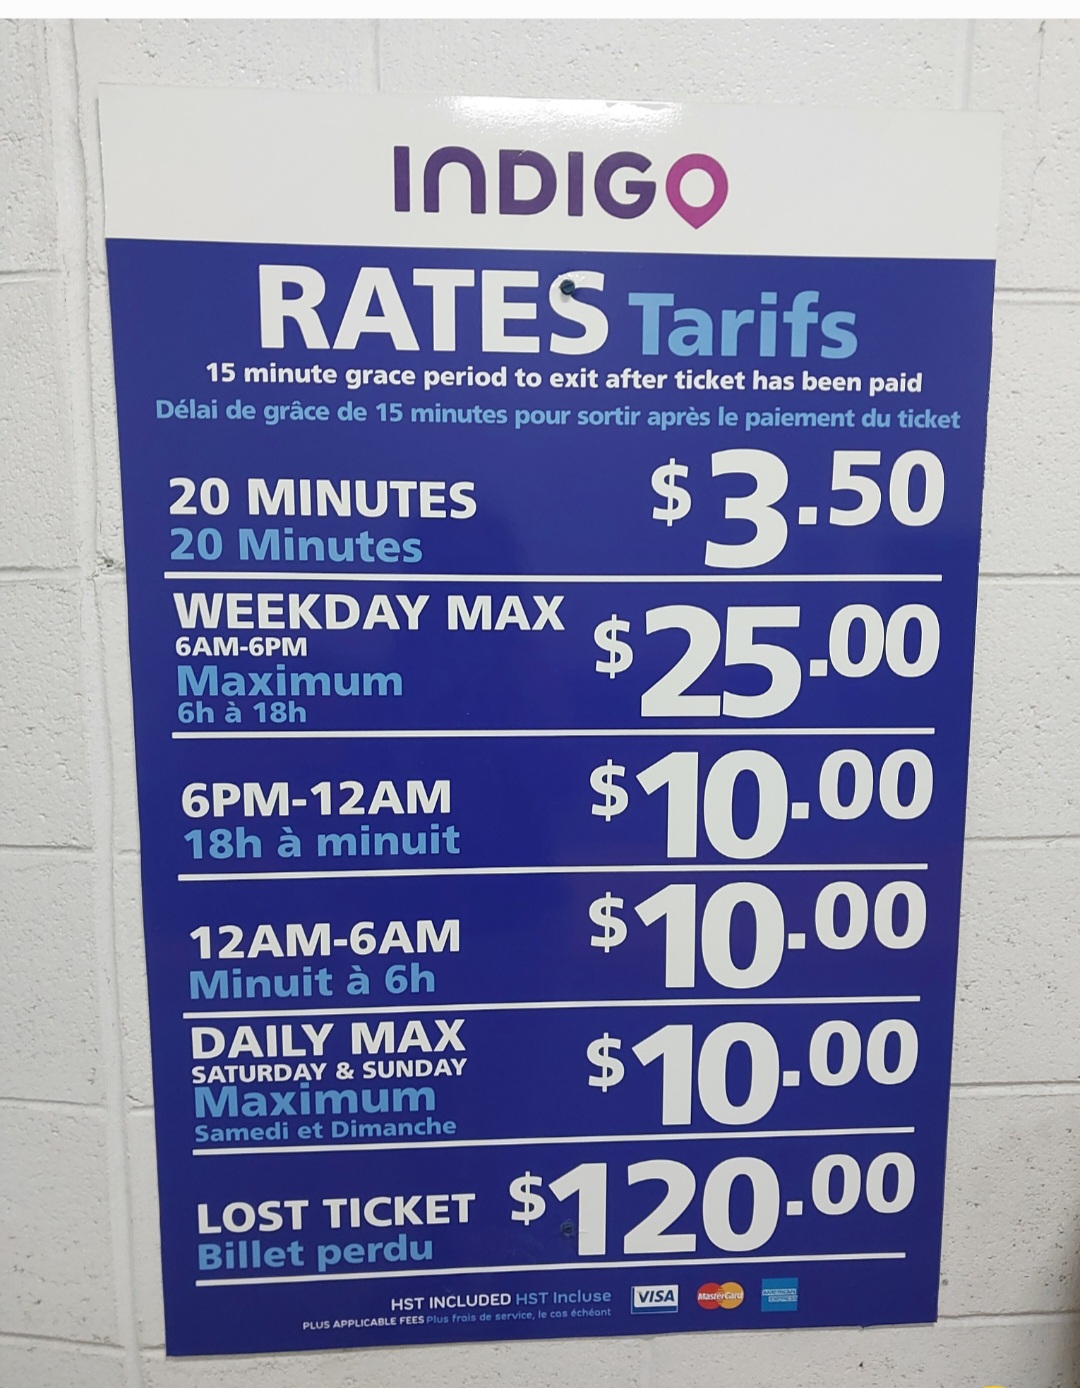 INDIGO
RATES Tarifs
15 minute grace period to exit after ticket has been paid
Délai de grâce de 15 minutes pour sortir après le paiement du ticket
20 MINUTES $3.50
20 Minutes
WEEKDAY MAX $25.00
6AM-6PM
Maximum
6h à 18h
6PM-12AM $10.00
18h à minuit
12AM-6AM $10.00
Minuit à 6h
DAILY MAX $10.00
SATURDAY & SUNDAY
Maximum
Samedi et Dimanche
LOST TICKET $120.00
Billet perdu
HST INCLUDED HST Incluse VISA MasterCard AMERICAN EXPRESS
PLUS APPLICABLE FEES Plus frais de service, le cas échéant